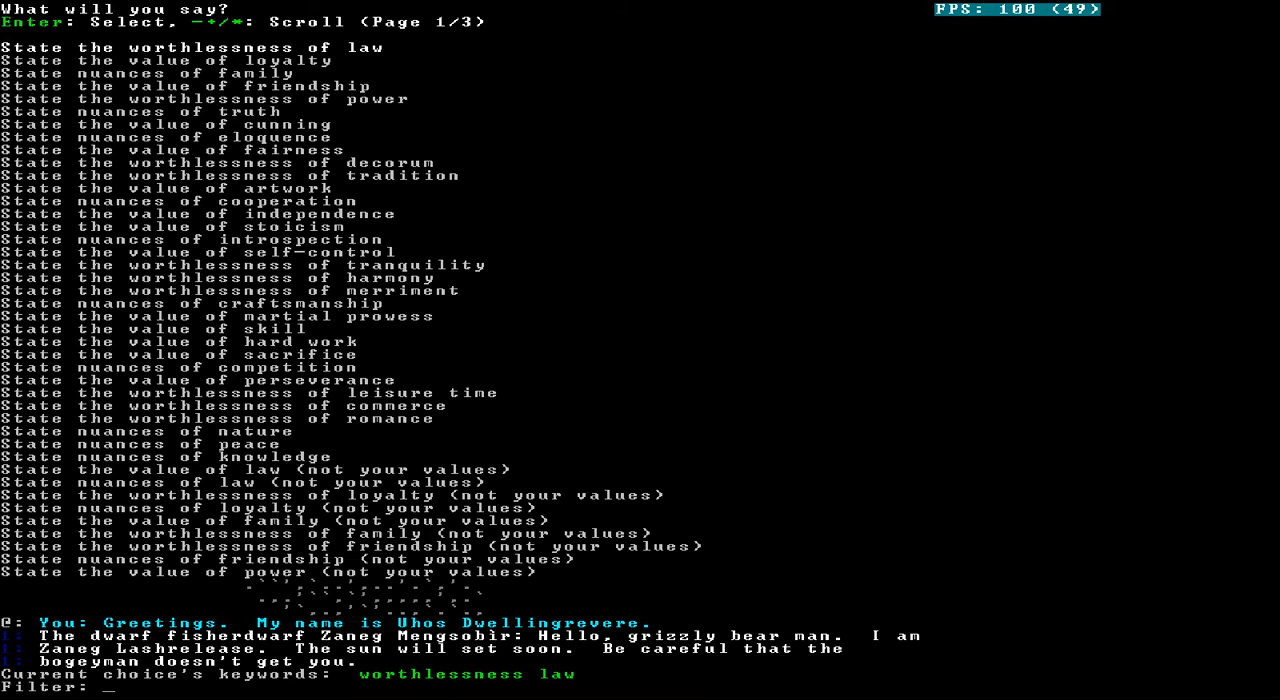 What will you say?
FPS: 100 (49)
Enter: Select, -+/*: Scroll (Page 1/3)
State the worthlessness of law
State the value of loyalty
State nuances of family
State the value of friendship
State the worthlessness of power
State nuances of truth
State the value of cunning
State nuances of eloquence
State the value of fairness
State the worthlessness of decorum
State the worthlessness of tradition
State the value of artwork
State nuances of cooperation
State the value of independence
State the value of stoicism
State nuances of introspection
State the value of self-control
State the worthlessness of tranquility
State the worthlessness of harmony
State the worthlessness of merriment
State nuances of craftsmanship
State the value of martial prowess
State the value of skill
State the value of hard work
State the value of sacrifice
State nuances of competition
State the value of perseverance
State the worthlessness of leisure time
State the worthlessness of commerce
State the worthlessness of romance
State nuances of nature
State nuances of peace
State nuances of knowledge
State the value of law (not your values)
State nuances of law (not your values)
State the worthlessness of loyalty (not your values)
State nuances of loyalty (not your values)
State the value of family (not your values)
State the worthlessness of family (not your values)
State the worthlessness of friendship (not your values)
State nuances of friendship (not your values)
State the value of power (not your values)
@: You: Greetings.  My name is Uhos Dwellingrevere.
1: The dwarf fisherdwarf Zaneg Mengsobìr: Hello, grizzly bear man.  I am
1: Zaneg Lashrelease.  The sun will set soon.  Be careful that the
1: bogeyman doesn't get you.
Current choice's keywords:  worthlessness law
Filter: _